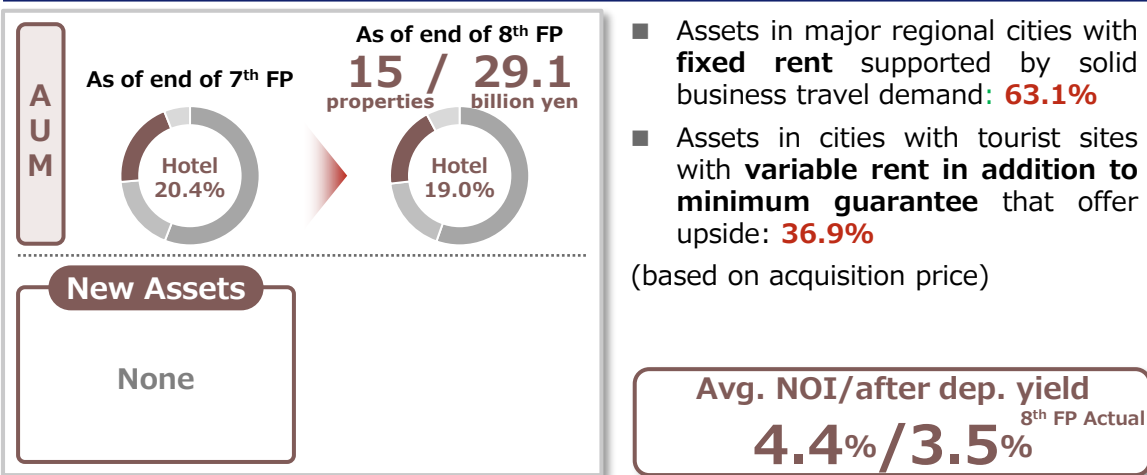 A
U
M
As of end of 7th FP
Hotel
20.4%
As of end of 8th FP
15 / 29.1
properties billion yen
Hotel
19.0%
New Assets
None
■ Assets in major regional cities with
fixed rent supported by solid
business travel demand: 63.1%
■ Assets in cities with tourist sites
with variable rent in addition to
minimum guarantee that offer
upside: 36.9%
(based on acquisition price)
Avg. NOI/after dep. yield
8th FP Actual
4.4%/3.5%